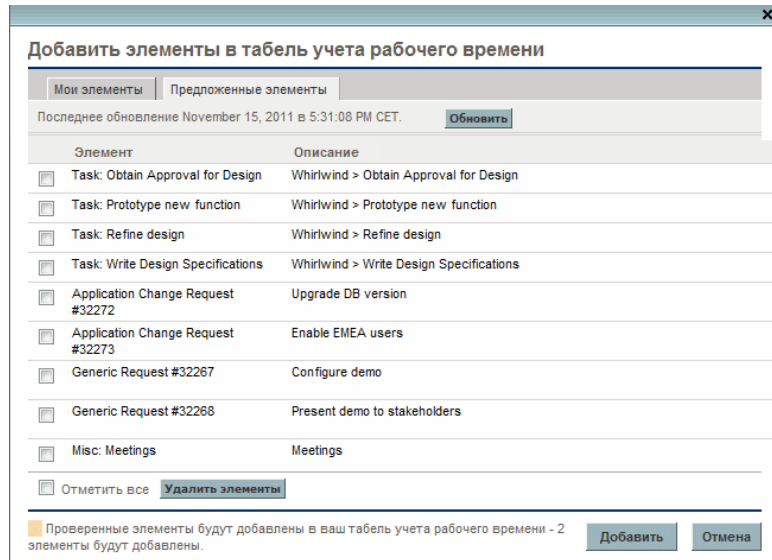 Добавить элементы в табель учета рабочего времени
Мои элементы Предложенные элементы
Последнее обновление November 15, 2011 в 5:31:08 PM CET. Обновить
Элемент Описание
Task: Obtain Approval for Design Whirlwind > Obtain Approval for Design
Task: Prototype new function Whirlwind > Prototype new function
Task: Refine design Whirlwind > Refine design
Task: Write Design Specifications Whirlwind > Write Design Specifications
Application Change Request Upgrade DB version
#32272
Application Change Request Enable EMEA users
#32273
Generic Request #32267 Configure demo
Generic Request #32268 Present demo to stakeholders
Misc: Meetings Meetings
Отметить все Удалить элементы
Проверенные элементы будут добавлены в ваш табель учета рабочего времени - 2
элементы будут добавлены. Добавить Отмена